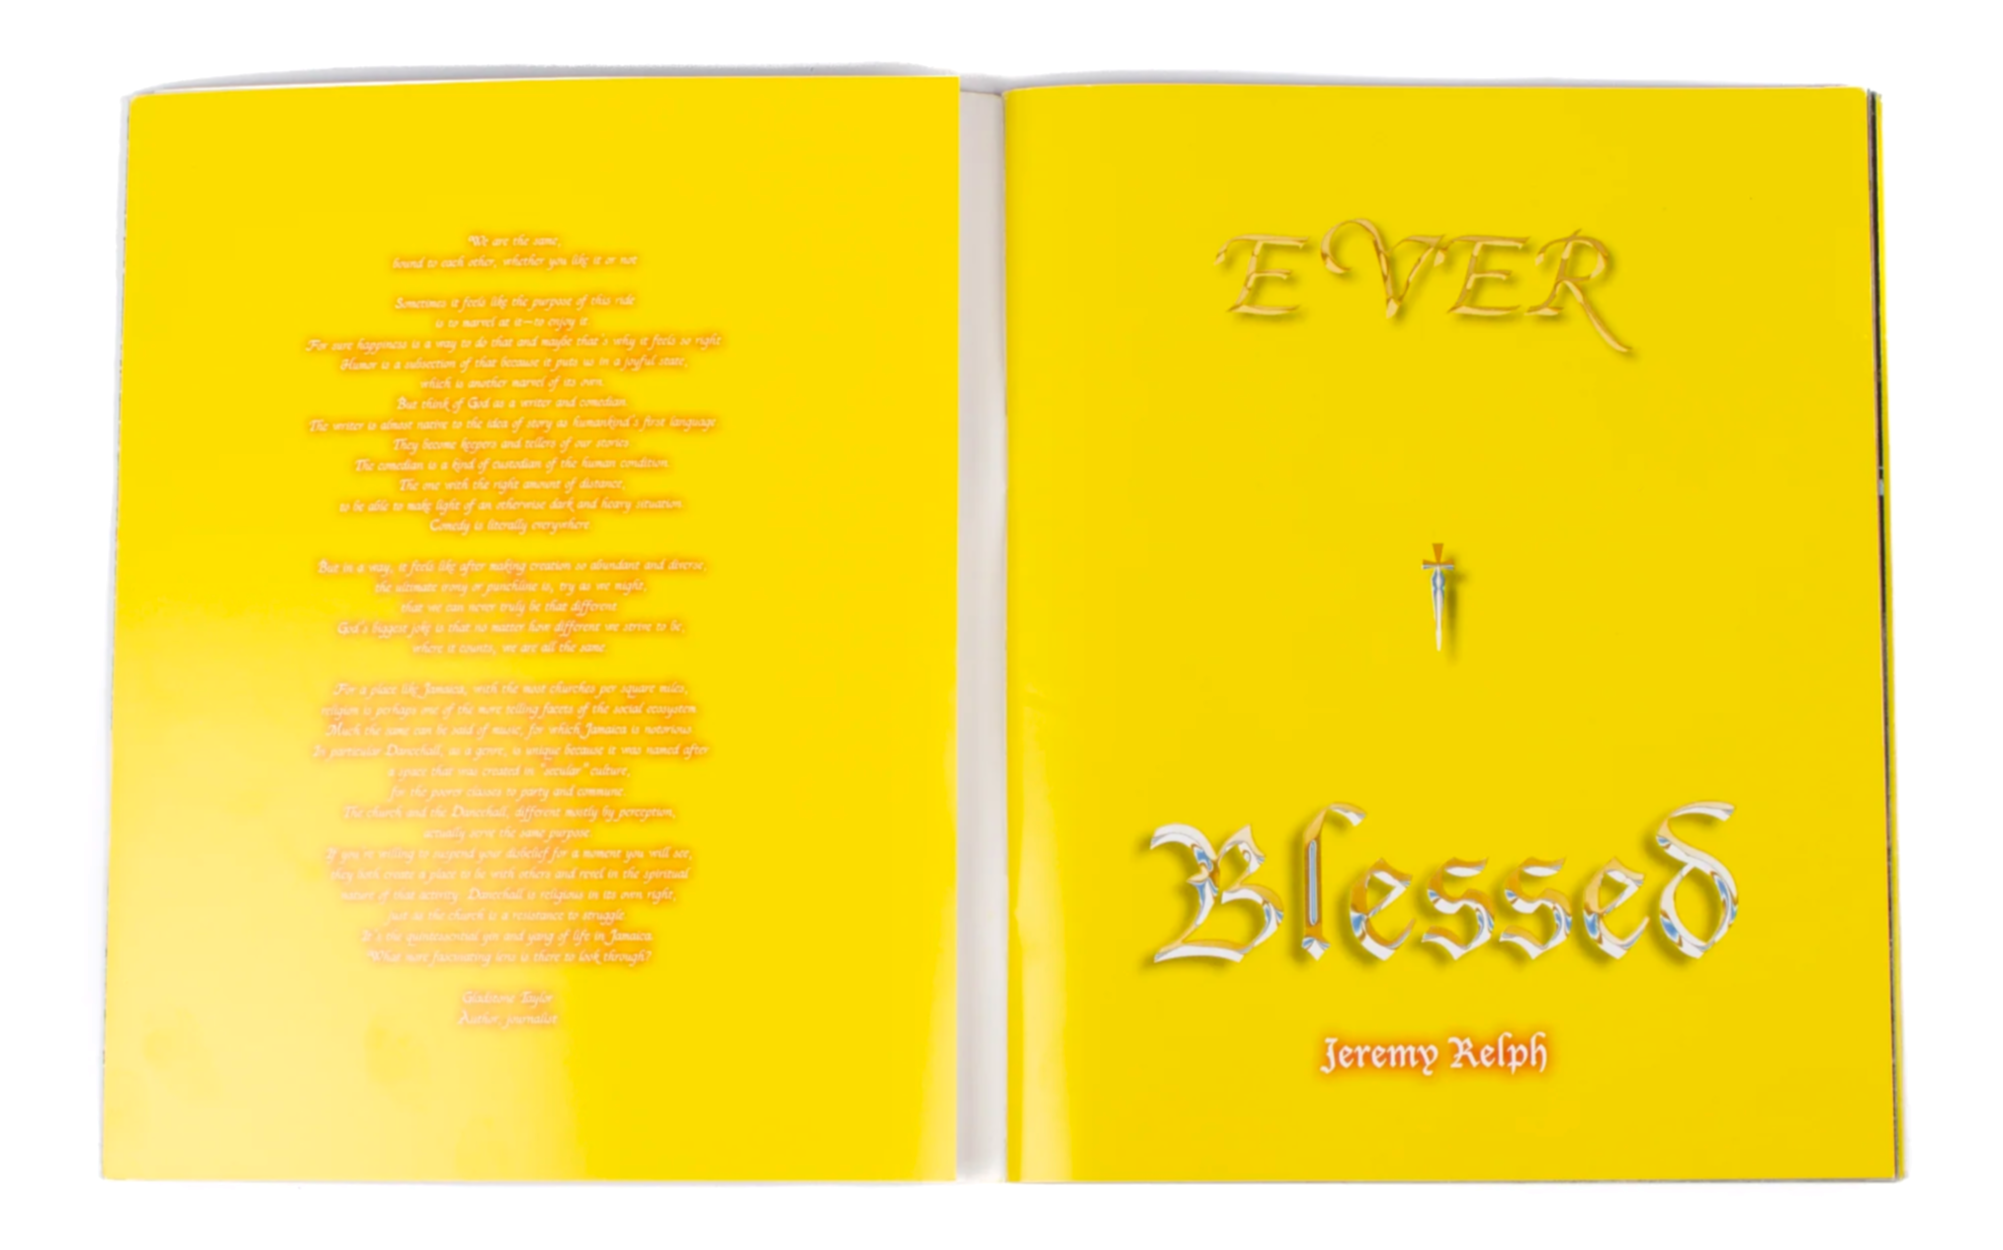 We are the same,
bound to each other, whether you like it or not
Sometimes it feels like the purpose of this ride
is to marvel at it—to enjoy it
For sure happiness is a way to do that and maybe that's why it feels so right
Humor is a subsection of that because it puts us in a joyful state,
which is another marvel of its own.
But think of God as a writer and comedian.
The writer is almost native to the idea of story as humankind's first language
They become keepers and tellers of our stories
The comedian is a kind of custodian of the human condition
The one with the right amount of distance,
to be able to make light of an otherwise dark and heavy situation.
Comedy is literally everywhere
But in a way, it feels like after making creation so abundant and diverse,
the ultimate irony or punchline is, try as we might,
that we can never truly be that different
God's biggest joke is that no matter how different we strive to be,
where it counts, we are all the same.
For a place like Jamaica, with the most churches per square miles,
religion is perhaps one of the more telling facets of the social ecosystem
Much the same can be said of music, for which Jamaica is notorious
In particular Dancehall, as a genre, is unique because it was named after
a space that was created in "secular" culture,
for the poorer classes to party and commune.
The church and the Dancehall, different mostly by perception,
actually serve the same purpose.
If you're willing to suspend your disbelief for a moment you will see,
they both create a place to be with others and revel in the spiritual
nature of that activity. Dancehall is religious in its own right,
just as the church is a resistance to struggle.
It's the quintessential yin and yang of life in Jamaica.
What more fascinating lens is there to look through?
Gladstone Taylor
Author, journalist
EVER
Blessed
Jeremy Relph